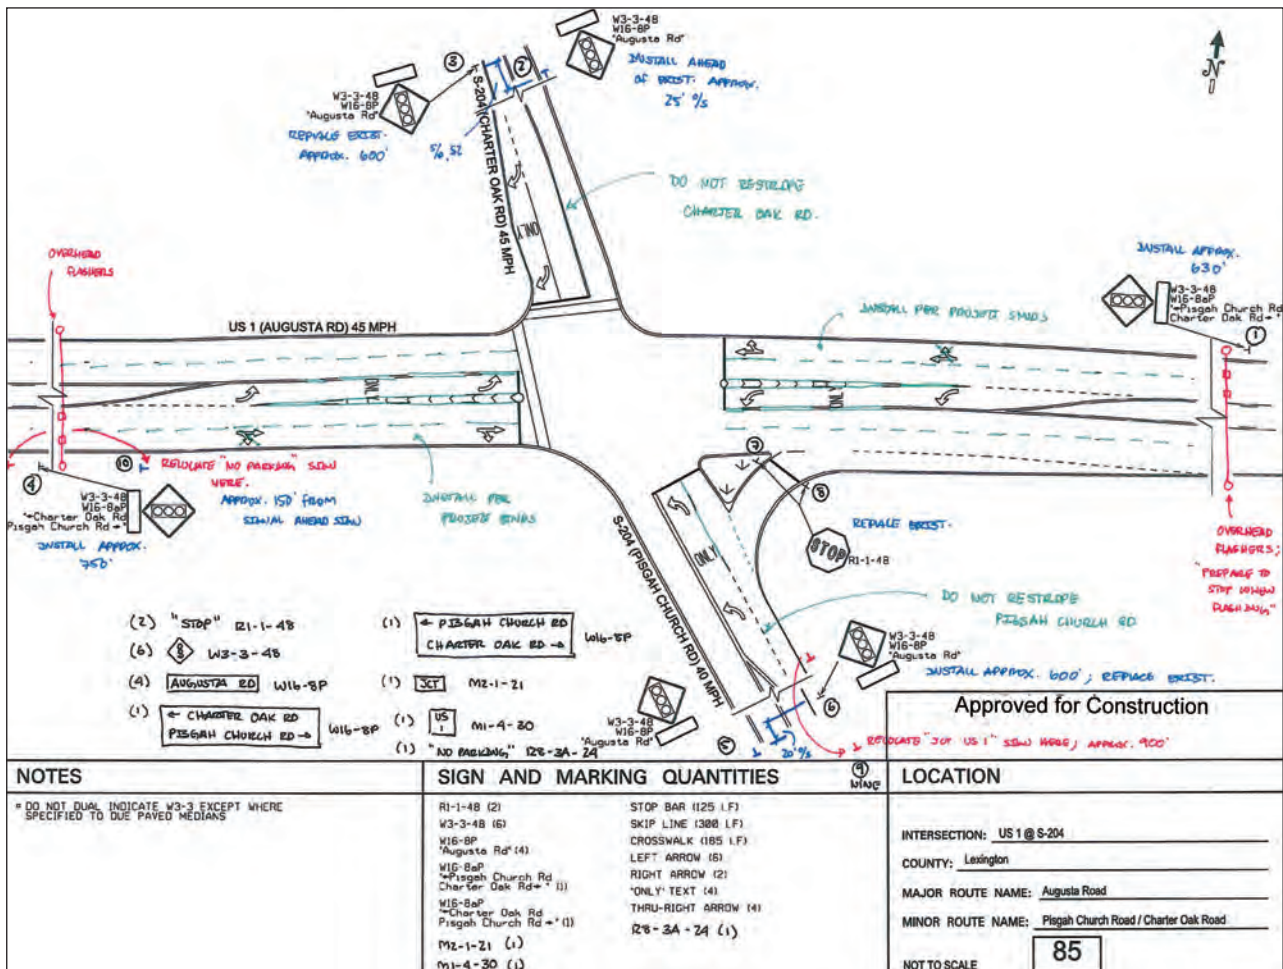 W3-3-48
W16-8P
"Augusta Rd"
INSTALL AHEAD
OF EXIST. APPROX.
25' O/S
3
2
N
W3-3-48
W16-8P
"Augusta Rd"
REPLACE EXIST.
APPROX. 600'
S-204 (CHARTER OAK RD) 45 MPH
ONLY
DO NOT RESTRIPE
CHARTER OAK RD.
OVERHEAD
FLASHERS
US 1 (AUGUSTA RD) 45 MPH
INSTALL APPROX.
630'
W3-3-48
W16-8aP
"←Pisgah Church Rd
Charter Oak Rd→"
1
ONLY
ONLY
4
10
RELOCATE "NO PARKING" SIGN
HERE.
APPROX. 150' FROM
SIGNAL AHEAD SIGN
W3-3-48
W16-8aP
"←Charter Oak Rd
Pisgah Church Rd →"
INSTALL APPROX.
750'
INSTALL PER
7
8
REPLACE EXIST.
STOP
R1-1-48
OVERHEAD
FLASHERS;
"PREPARE TO
STOP WHEN
FLASHING"
S-204 (PISGAH CHURCH RD) 40 MPH
ONLY
DO NOT RESTRIPE
PISGAH CHURCH RD
W3-3-48
W16-8P
"Augusta Rd"
INSTALL APPROX. 600'; REPLACE EXIST.
6
W3-3-48
W16-8P
"Augusta Rd"
5
20' O/S
RELOCATE "JCT US 1" SIGN HERE; APPROX. 900'
(2) "STOP" R1-1-48
(6) W3-3-48
(4) AUGUSTA RD W16-8P
(1) ← CHARTER OAK RD
PISGAH CHURCH RD → W16-8P
(1) ← PISGAH CHURCH RD
CHARTER OAK RD → W16-8P
(1) JCT M2-1-21
(1) US 1 M1-4-30
(1) "NO PARKING," R8-3A-24
Approved for Construction
NOTES
* DO NOT DUAL INDICATE W3-3 EXCEPT WHERE
SPECIFIED TO DUE PAVED MEDIANS
SIGN AND MARKING QUANTITIES
9
NINE
R1-1-48 (2)
W3-3-48 (6)
W16-8P
"Augusta Rd" (4)
W16-8aP
"←Pisgah Church Rd
Charter Oak Rd→" (1)
W16-8aP
"←Charter Oak Rd
Pisgah Church Rd →" (1)
M2-1-21 (1)
M1-4-30 (1)
STOP BAR (125 LF)
SKIP LINE (300 LF)
CROSSWALK (185 LF)
LEFT ARROW (6)
RIGHT ARROW (2)
"ONLY" TEXT (4)
THRU-RIGHT ARROW (4)
R8-3A-24 (1)
LOCATION
INTERSECTION: US 1 @ S-204
COUNTY: Lexington
MAJOR ROUTE NAME: Augusta Road
MINOR ROUTE NAME: Pisgah Church Road / Charter Oak Road
NOT TO SCALE
85